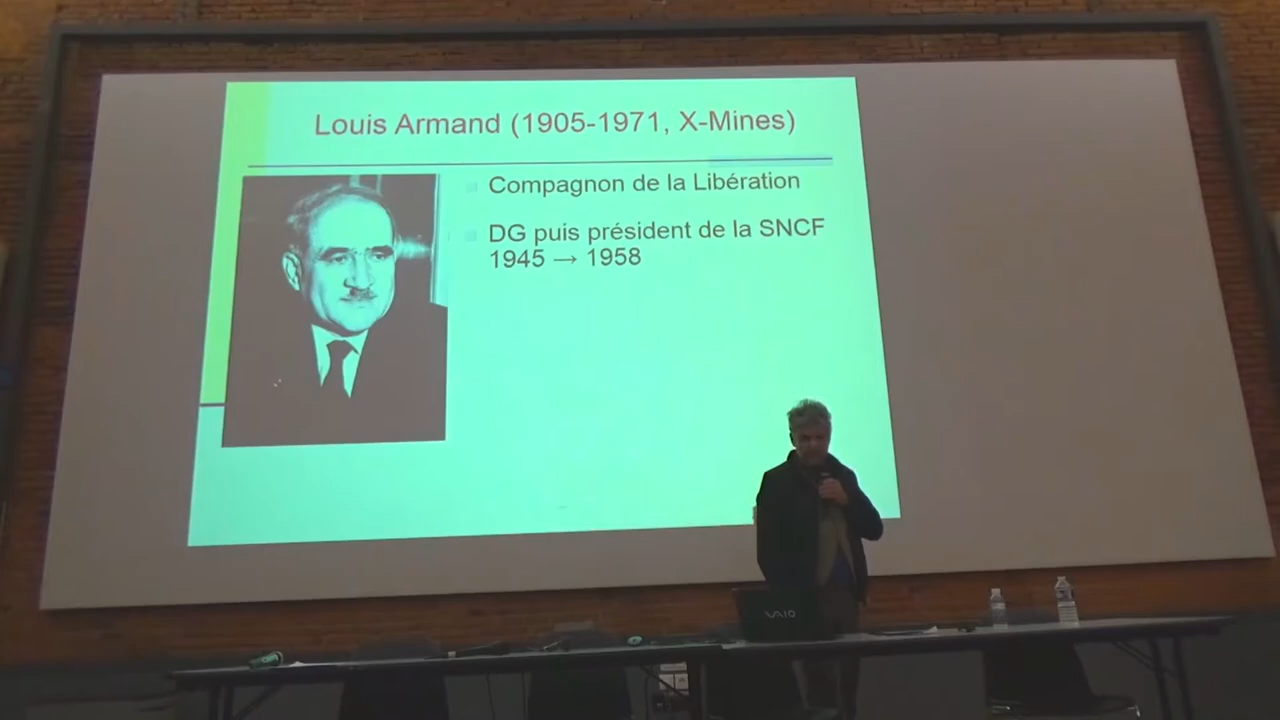 Louis Armand (1905-1971, X-Mines)
Compagnon de la Libération
DG puis président de la SNCF
1945 → 1958
VAIO